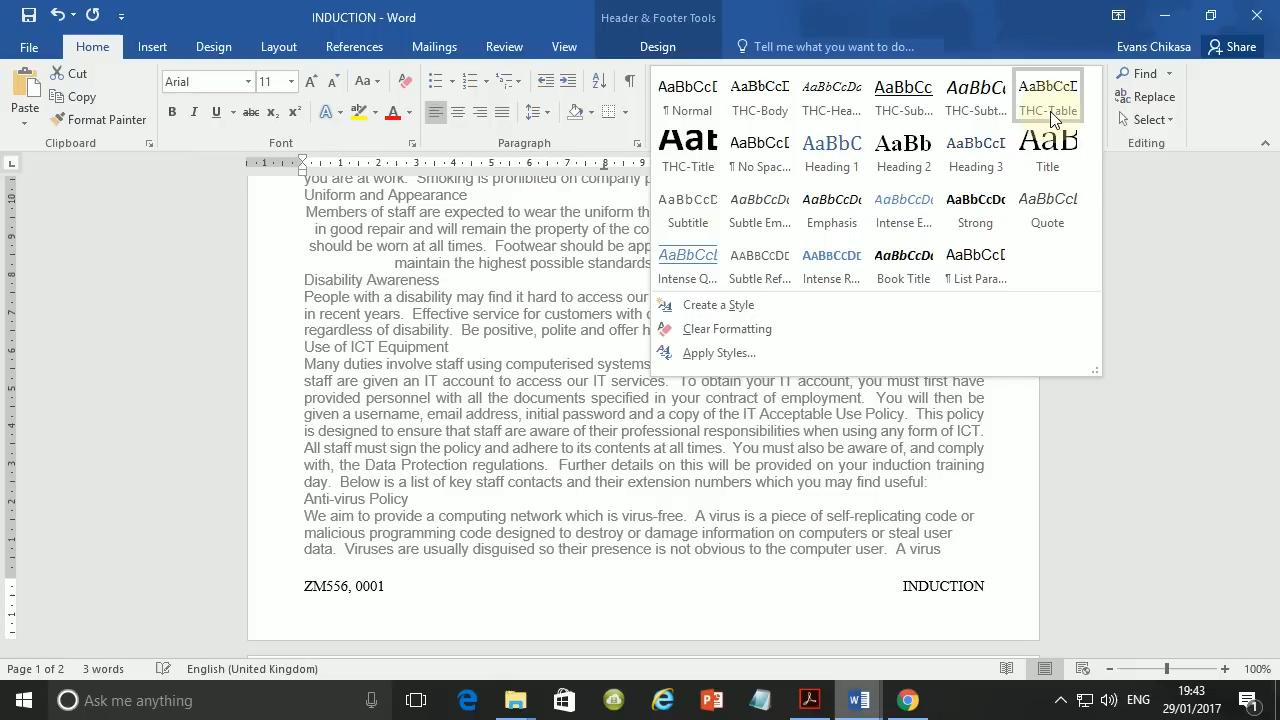 INDUCTION - Word
Header & Footer Tools
File
Home
Insert
Design
Layout
References
Mailings
Review
View
Design
Tell me what you want to do...
Evans Chikasa
Share
Paste
Cut
Copy
Format Painter
Clipboard
Arial
11
Aa
B I U abc X₂ X²
Font
Paragraph
AaBbCcD
¶ Normal
AaBbCcD
THC-Body
AaBbCcDc
THC-Hea...
AaBbCc
THC-Sub...
AaBbCc
THC-Subt...
AaBbCcD
THC-Table
AaB
THC-Title
AaBbCcD
¶ No Spac...
AaBbC
Heading 1
AaBb
Heading 2
AaBbCcD
Heading 3
AaB
Title
AaBbCcD
Subtitle
AaBbCcDc
Subtle Em...
AaBbCcDc
Emphasis
AaBbCcDc
Intense E...
AaBbCcDc
Strong
AaBbCcL
Quote
AaBbCcL
Intense Q...
AaBbCcDd
Subtle Ref...
AaBbCcDd
Intense R...
AaBbCcDc
Book Title
AaBbCcD
¶ List Para...
Create a Style
Clear Formatting
Apply Styles...
Find
Replace
Select
Editing
you are at work. Smoking is prohibited on company p
Uniform and Appearance
Members of staff are expected to wear the uniform th
in good repair and will remain the property of the co
should be worn at all times. Footwear should be app
maintain the highest possible standards
Disability Awareness
People with a disability may find it hard to access our
in recent years. Effective service for customers with d
regardless of disability. Be positive, polite and offer h
Use of ICT Equipment
Many duties involve staff using computerised systems
staff are given an IT account to access our IT services. To obtain your IT account, you must first have
provided personnel with all the documents specified in your contract of employment. You will then be
given a username, email address, initial password and a copy of the IT Acceptable Use Policy. This policy
is designed to ensure that staff are aware of their professional responsibilities when using any form of ICT.
All staff must sign the policy and adhere to its contents at all times. You must also be aware of, and comply
with, the Data Protection regulations. Further details on this will be provided on your induction training
day. Below is a list of key staff contacts and their extension numbers which you may find useful:
Anti-virus Policy
We aim to provide a computing network which is virus-free. A virus is a piece of self-replicating code or
malicious programming code designed to destroy or damage information on computers or steal user
data. Viruses are usually disguised so their presence is not obvious to the computer user. A virus
ZM556, 0001
INDUCTION
Page 1 of 2
3 words
English (United Kingdom)
100%
Ask me anything
ENG
19:43
29/01/2017